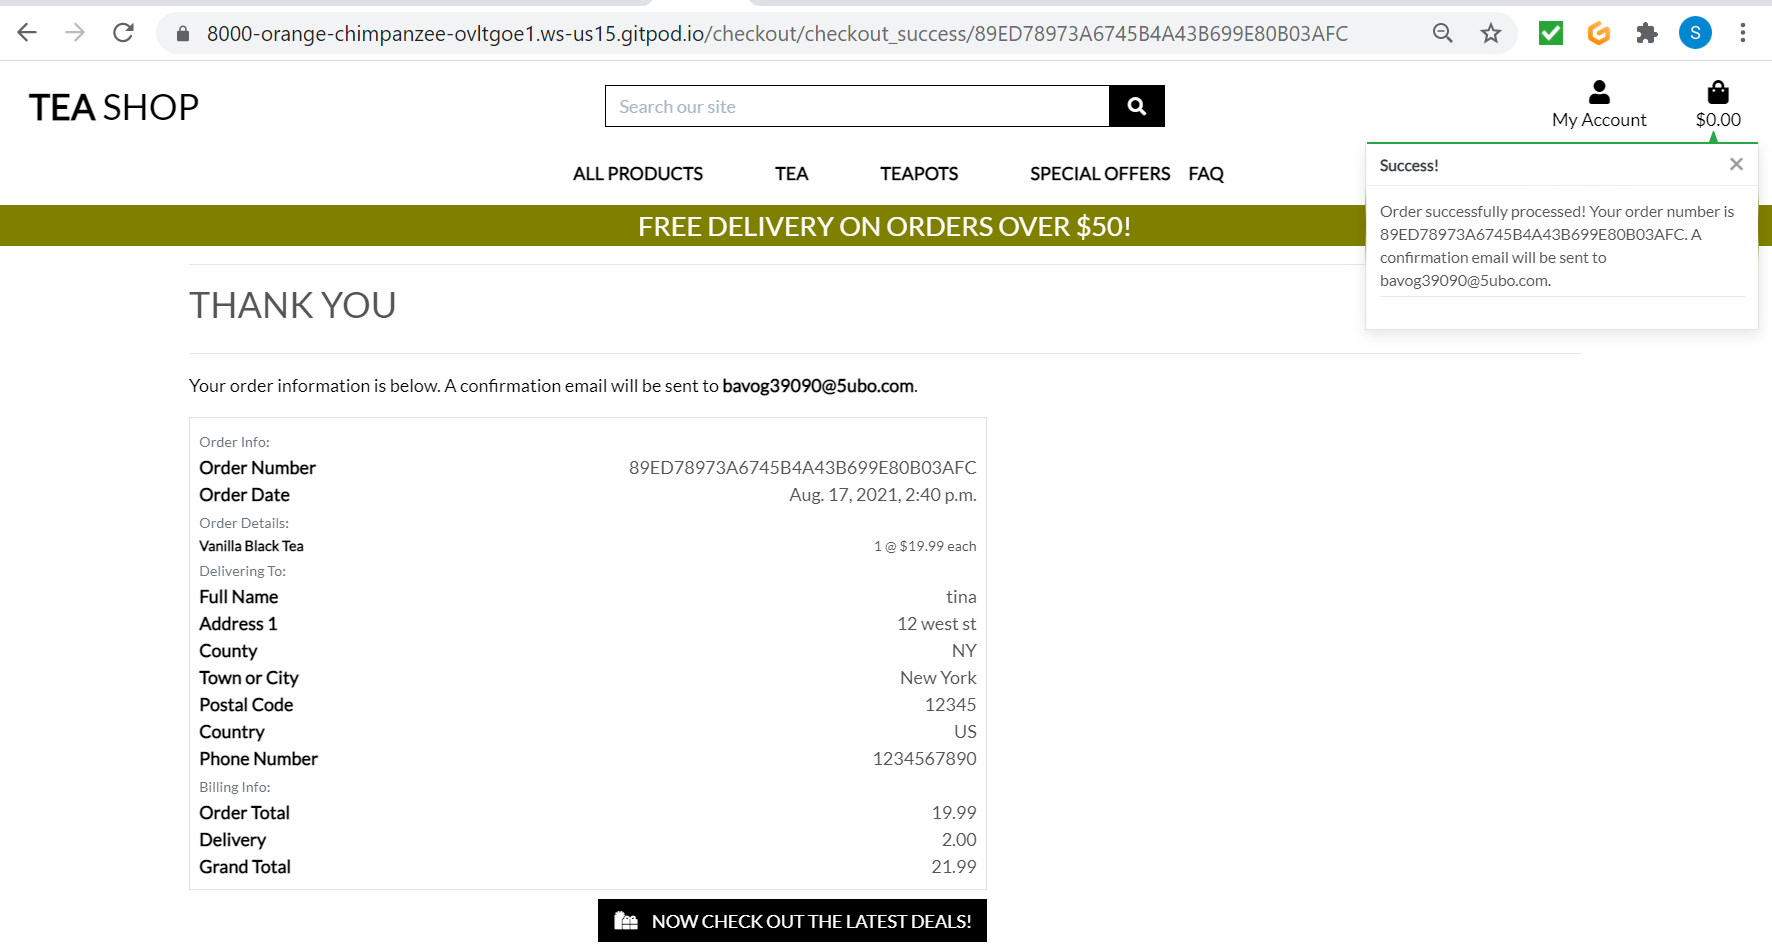 8000-orange-chimpanzee-ovltgoe1.ws-us15.gitpod.io/checkout/checkout_success/89ED78973A6745B4A43B699E80B03AFC
S
TEA SHOP
Search our site
My Account
$0.00
ALL PRODUCTS TEA TEAPOTS SPECIAL OFFERS FAQ
FREE DELIVERY ON ORDERS OVER $50!
Success!
×
Order successfully processed! Your order number is
89ED78973A6745B4A43B699E80B03AFC. A
confirmation email will be sent to
bavog39090@5ubo.com.
THANK YOU
Your order information is below. A confirmation email will be sent to bavog39090@5ubo.com.
Order Info:
Order Number 89ED78973A6745B4A43B699E80B03AFC
Order Date Aug. 17, 2021, 2:40 p.m.
Order Details:
Vanilla Black Tea 1 @ $19.99 each
Delivering To:
Full Name tina
Address 1 12 west st
County NY
Town or City New York
Postal Code 12345
Country US
Phone Number 1234567890
Billing Info:
Order Total 19.99
Delivery 2.00
Grand Total 21.99
NOW CHECK OUT THE LATEST DEALS!